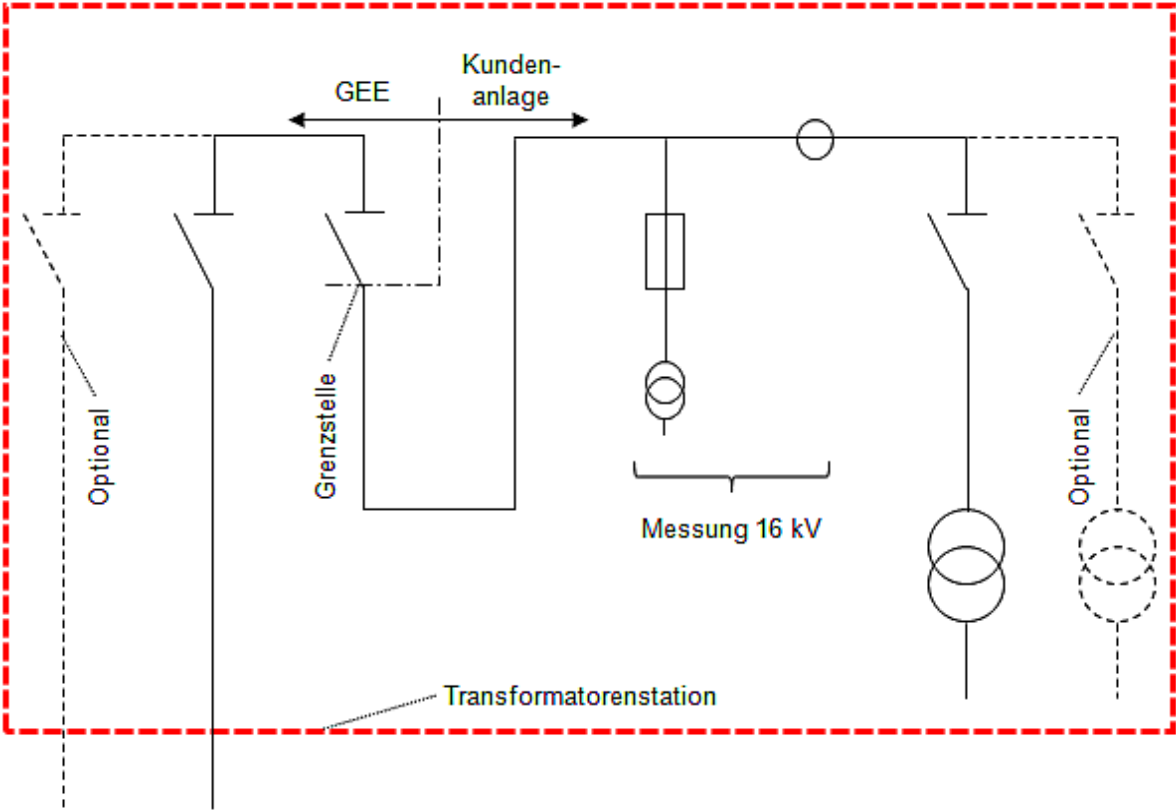 GEE
Kunden-
anlage
Optional
Grenzstelle
Messung 16 kV
Optional
Transformatorenstation